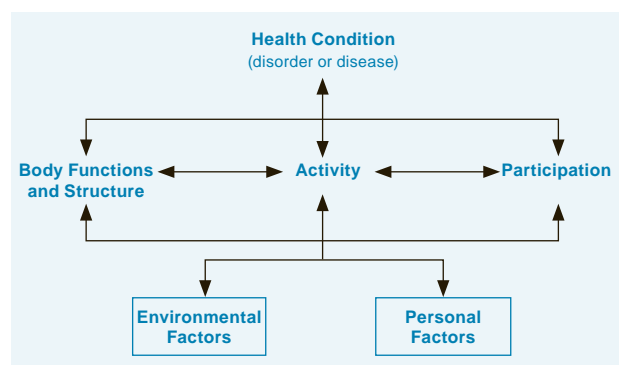 Health Condition
(disorder or disease)
Body Functions
and Structure
Activity
Participation
Environmental
Factors
Personal
Factors